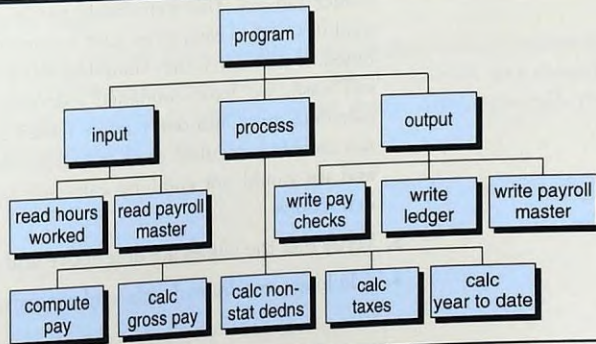 program
input
process
output
read hours
worked
read payroll
master
write pay
checks
write
ledger
write payroll
master
compute
pay
calc
gross pay
calc non-
stat dedns
calc
taxes
calc
year to date